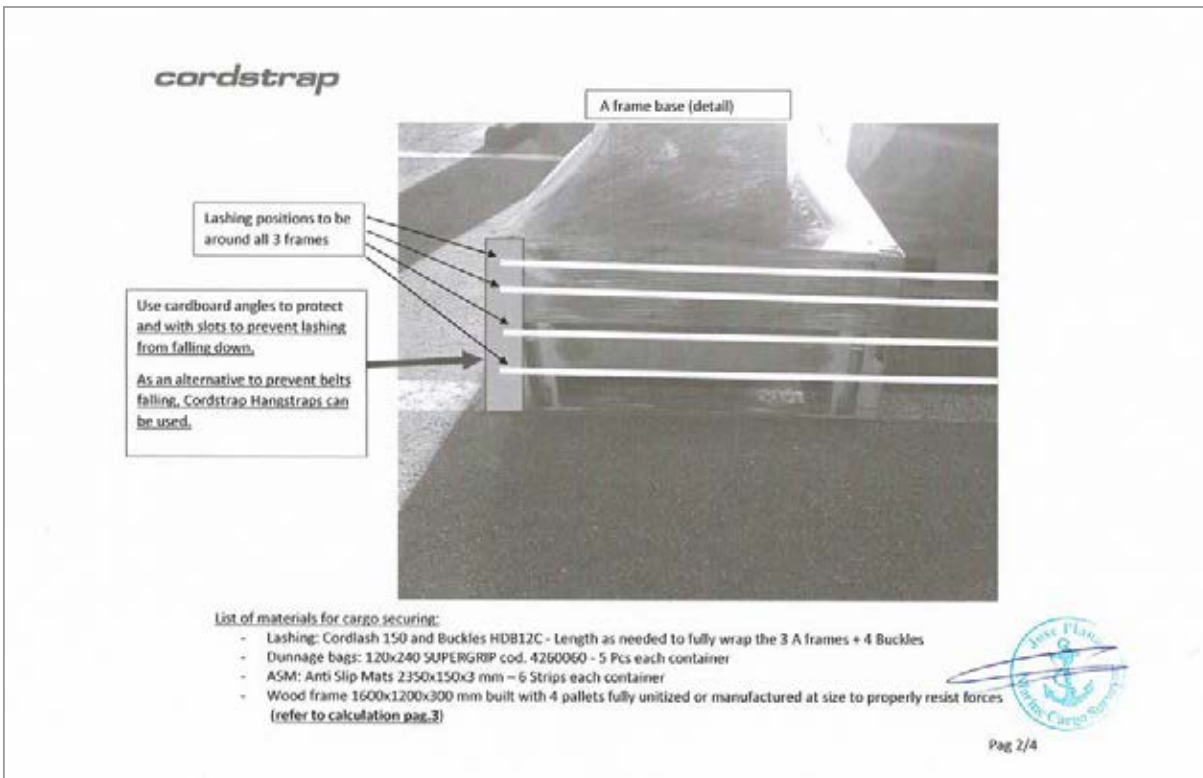 cordstrap
A frame base (detail)
Lashing positions to be
around all 3 frames
Use cardboard angles to protect
and with slots to prevent lashing
from falling down.
As an alternative to prevent belts
falling, Cordstrap Hangstraps can
be used.
List of materials for cargo securing:
- Lashing: Cordlash 150 and Buckles HDB12C - Length as needed to fully wrap the 3 A frames + 4 Buckles
- Dunnage bags: 120x240 SUPERGRIP cod. 4260060 - 5 Pcs each container
- ASM: Anti Slip Mats 2350x150x3 mm – 6 Strips each container
- Wood frame 1600x1200x300 mm built with 4 pallets fully unitized or manufactured at size to properly resist forces
(refer to calculation pag.3)
Marine Cargo
Pag 2/4